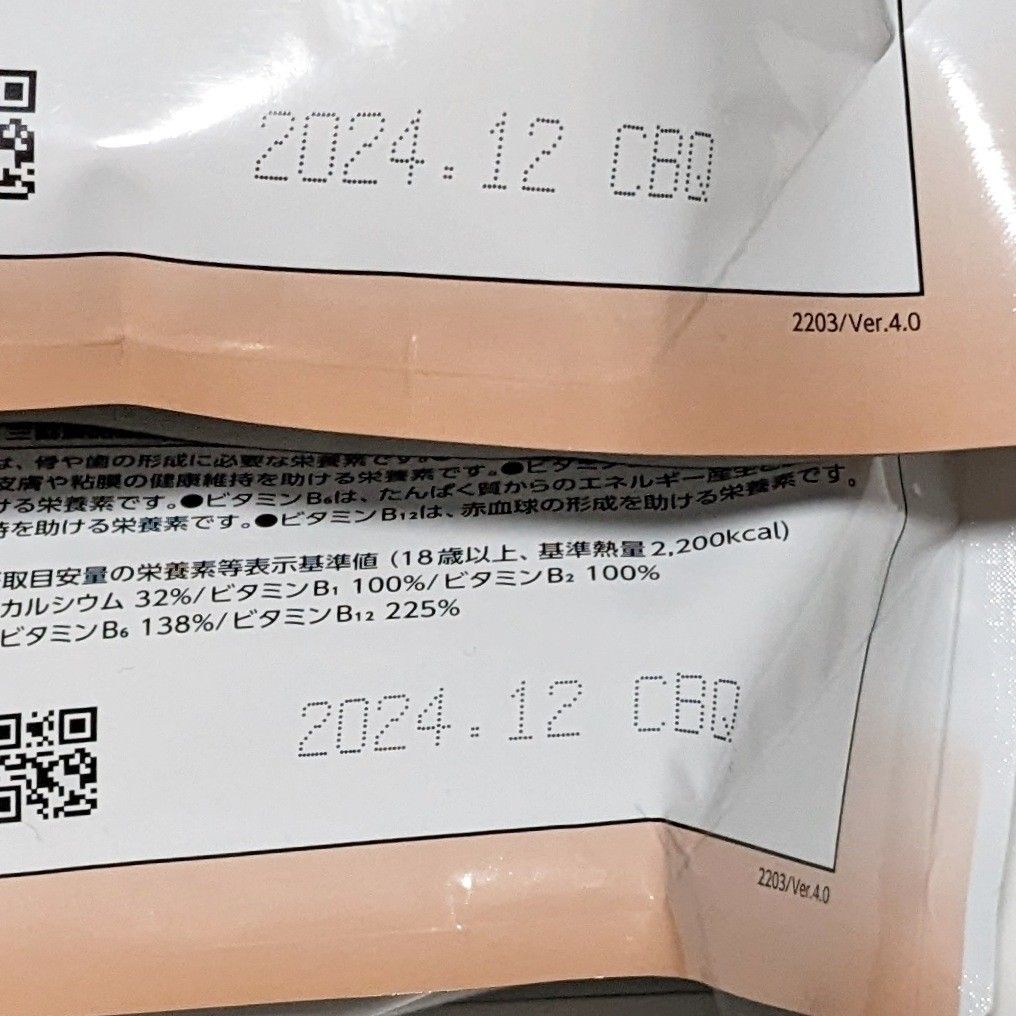 2024.12 CBQ
2203/Ver.4.0
は、骨や歯の形成に必要な栄養素です。
皮膚や粘膜の健康維持を助ける栄養素です。●ビタミン
ける栄養素です。●ビタミンB₆は、たんぱく質からのエネルギー産生
持を助ける栄養素です。●ビタミンB₁₂は、赤血球の形成を助ける栄養素です。
取目安量の栄養素等表示基準値(18歳以上、基準熱量2,200kcal)
カルシウム 32%/ビタミンB₁ 100%/ビタミンB₂ 100%
ビタミンB₆ 138%/ビタミンB₁₂ 225%
2024.12 CBQ
2203/Ver.4.0